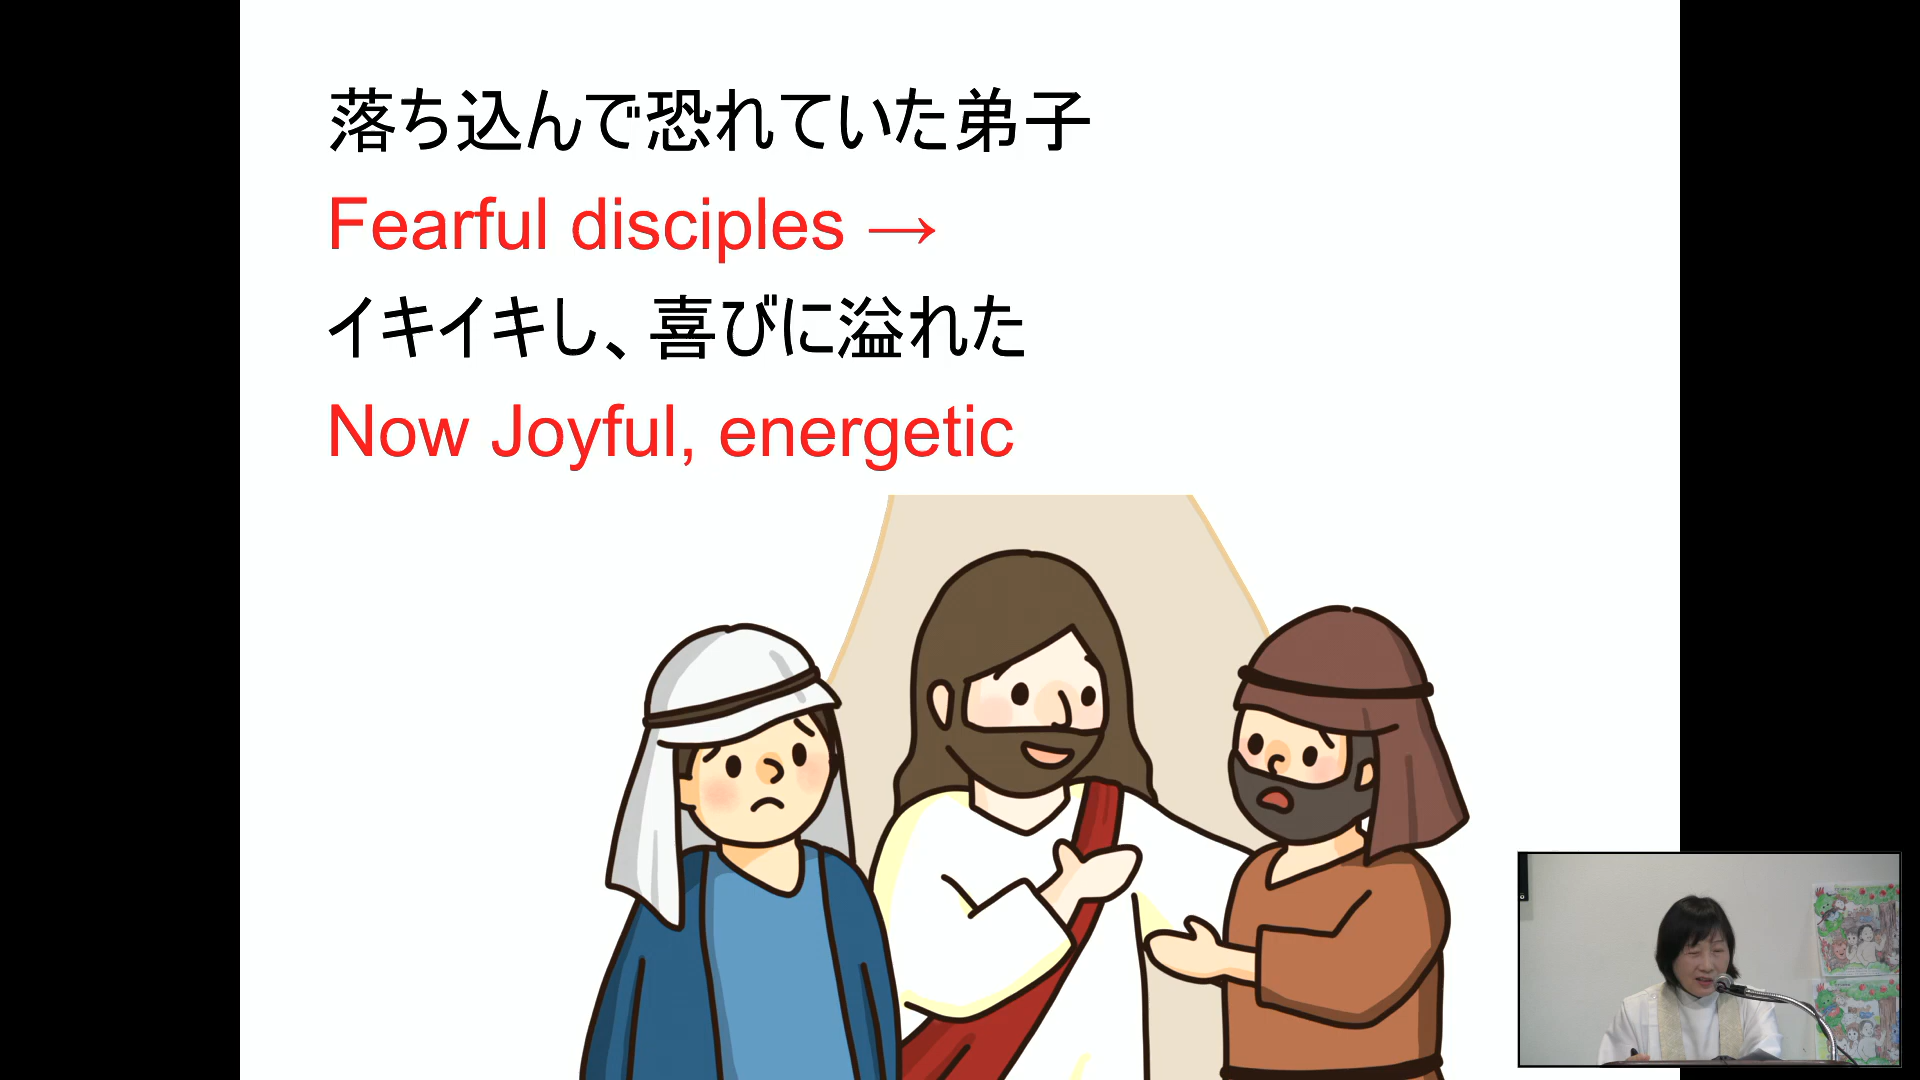 落ち込んで恐れていた弟子
Fearful disciples →
イキイキし、喜びに溢れた
Now Joyful, energetic